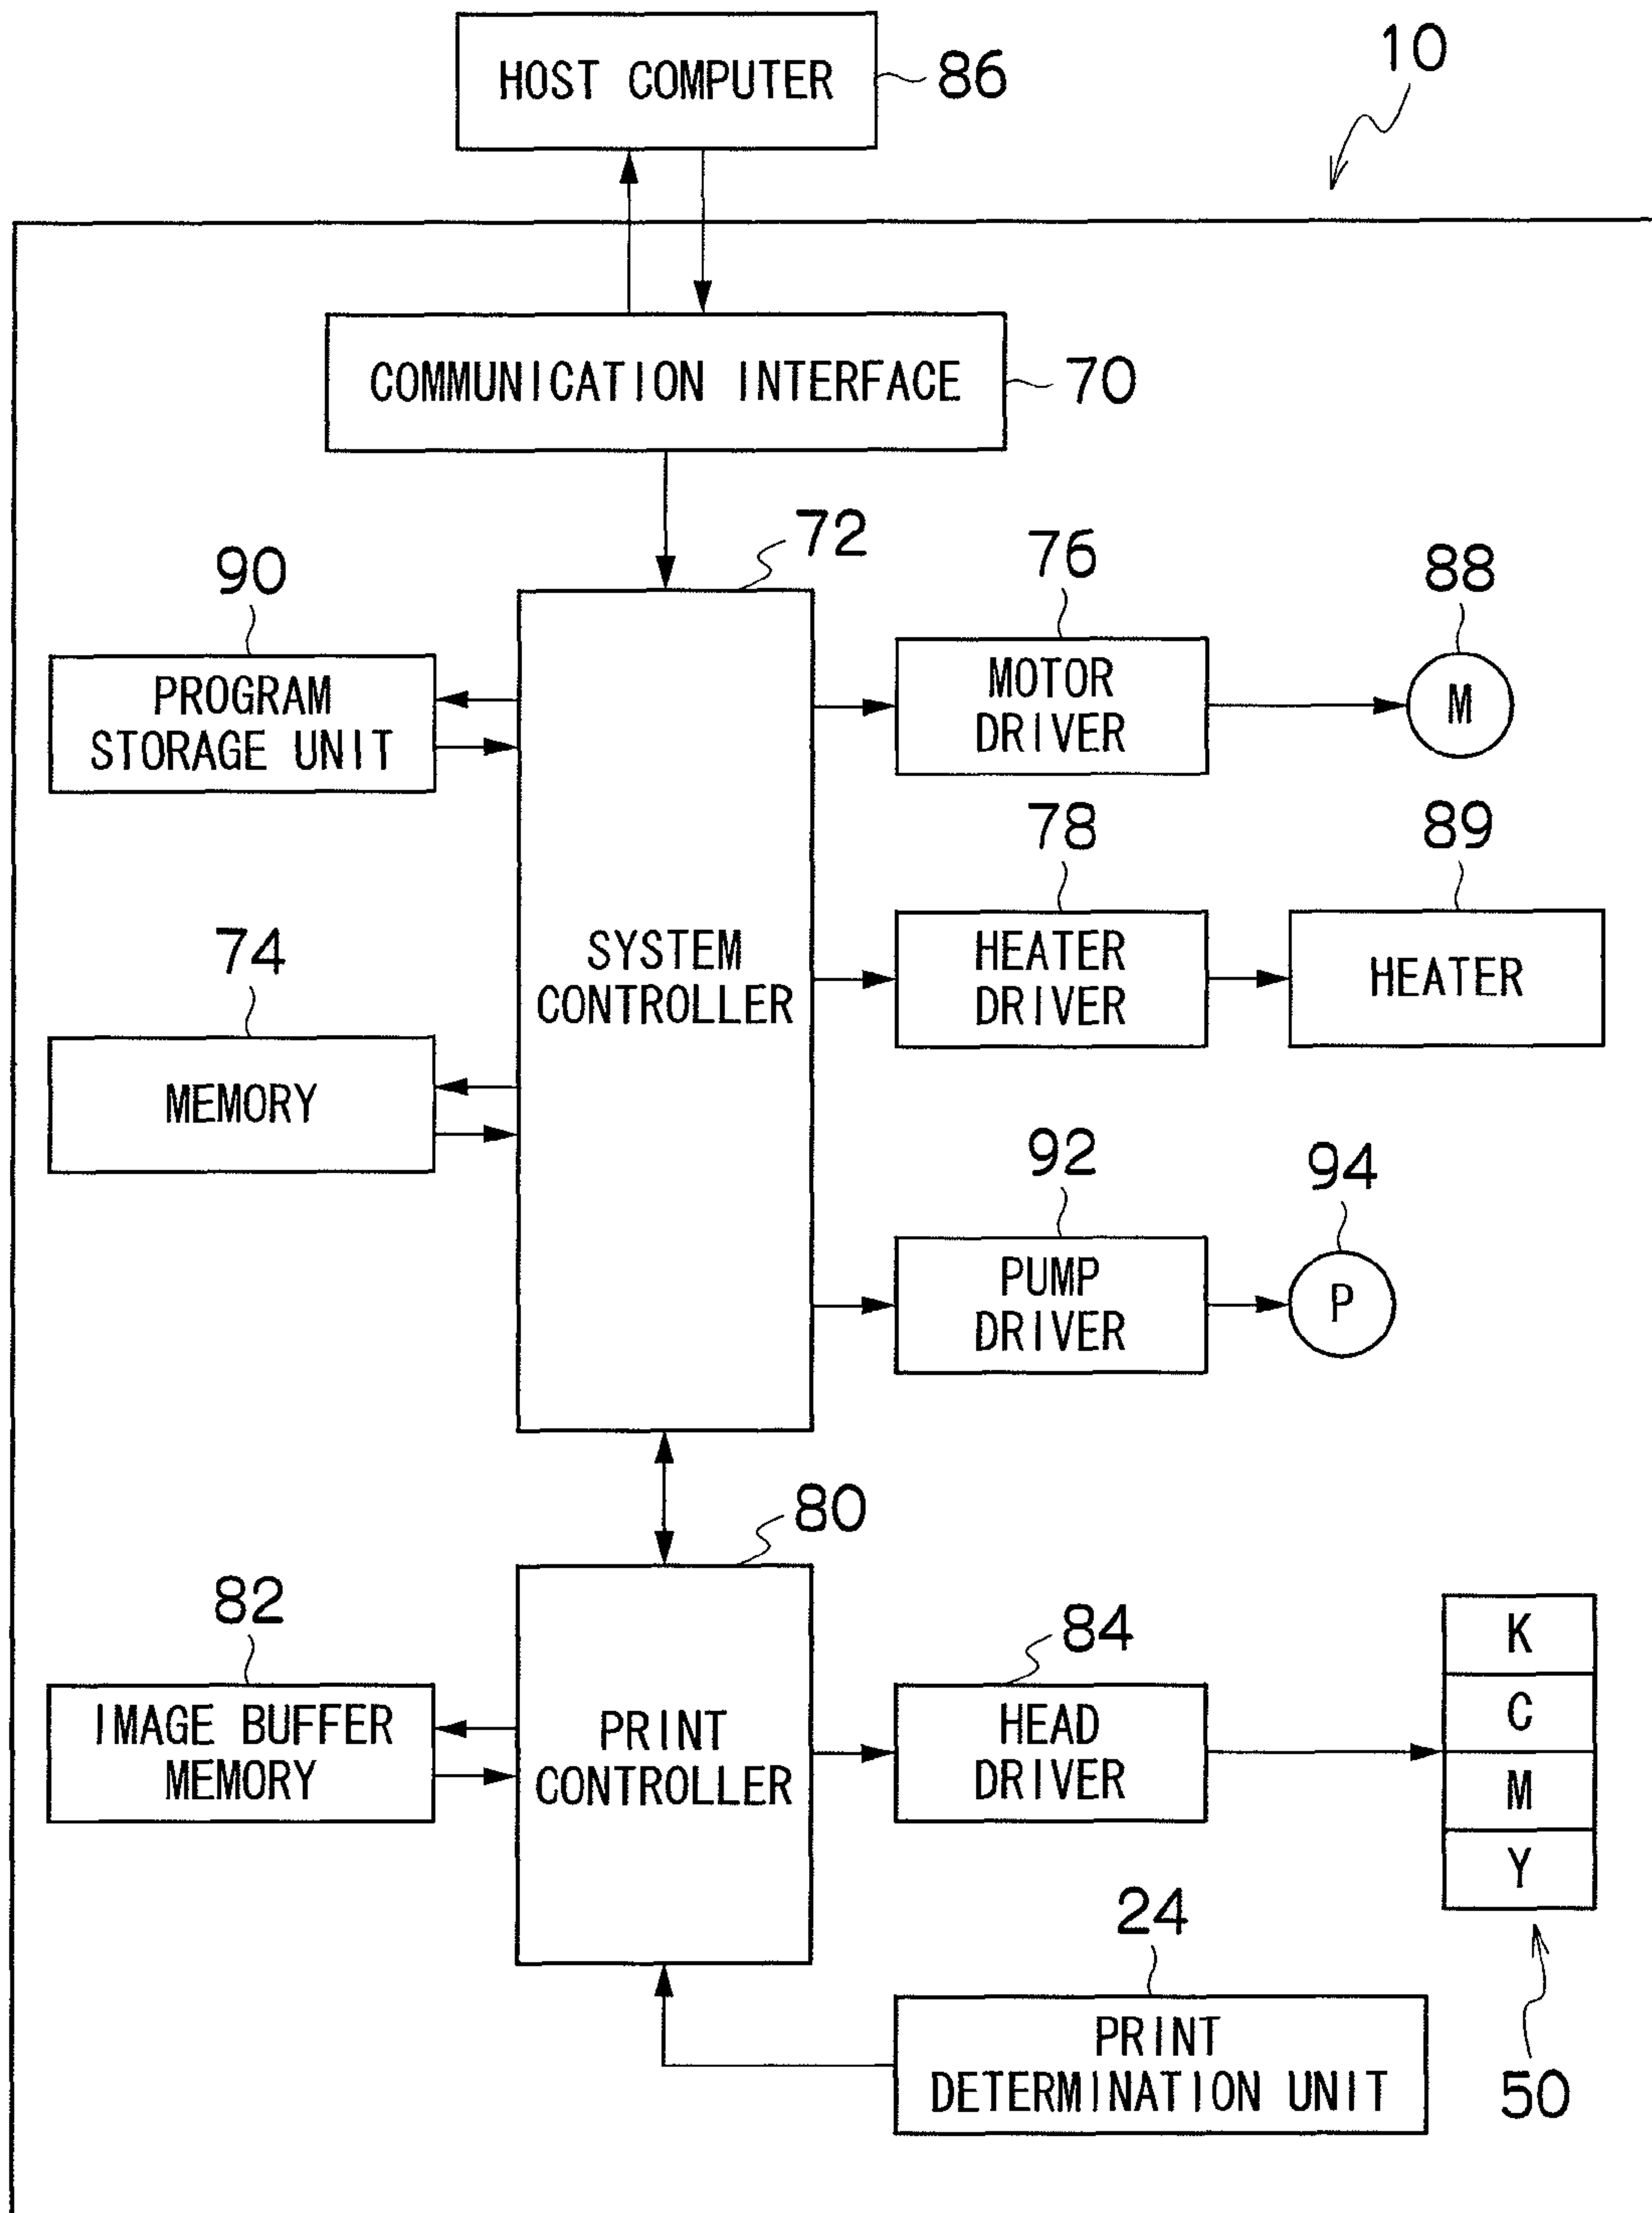 10
HOST COMPUTER
86
COMMUNICATION INTERFACE
70
72
90
PROGRAM
STORAGE UNIT
76
MOTOR
DRIVER
88
M
78
HEATER
DRIVER
89
HEATER
SYSTEM
CONTROLLER
74
MEMORY
92
PUMP
DRIVER
94
P
80
82
IMAGE BUFFER
MEMORY
PRINT
CONTROLLER
84
HEAD
DRIVER
K
C
M
Y
24
PRINT
DETERMINATION UNIT
50